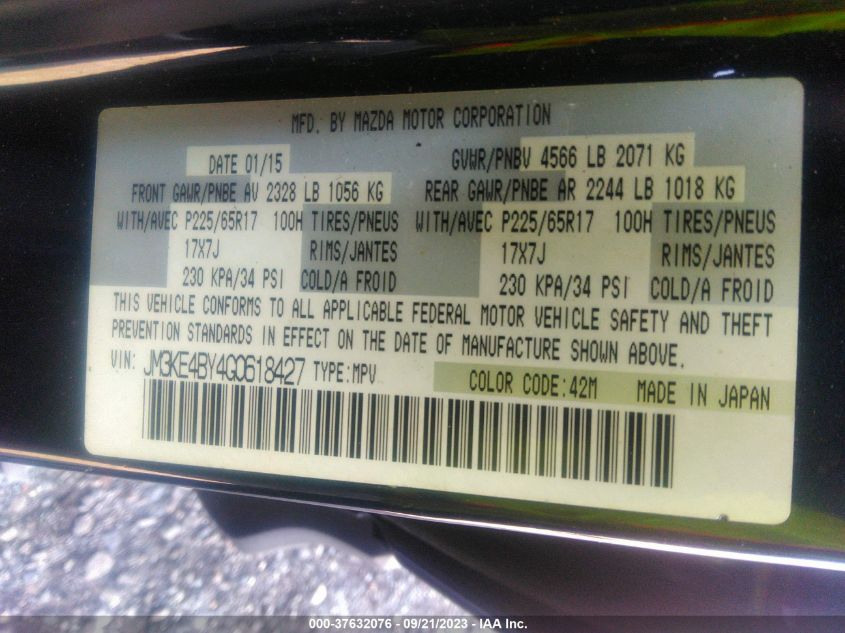 MFD. BY MAZDA MOTOR CORPORATION
DATE 01/15 GVWR/PNBV 4566 LB 2071 KG
FRONT GAWR/PNBE AV 2328 LB 1056 KG REAR GAWR/PNBE AR 2244 LB 1018 KG
WITH/AVEC P225/65R17 100H TIRES/PNEUS WITH/AVEC P225/65R17 100H TIRES/PNEUS
17X7J RIMS/JANTES 17X7J RIMS/JANTES
230 KPA/34 PSI COLD/A FROID 230 KPA/34 PSI COLD/A FROID
THIS VEHICLE CONFORMS TO ALL APPLICABLE FEDERAL MOTOR VEHICLE SAFETY AND THEFT
PREVENTION STANDARDS IN EFFECT ON THE DATE OF MANUFACTURE SHOWN ABOVE.
VIN: JM3KE4BY4G0618427 TYPE:MPV COLOR CODE:42M MADE IN JAPAN
000-37632076 - 09/21/2023 - IAA Inc.